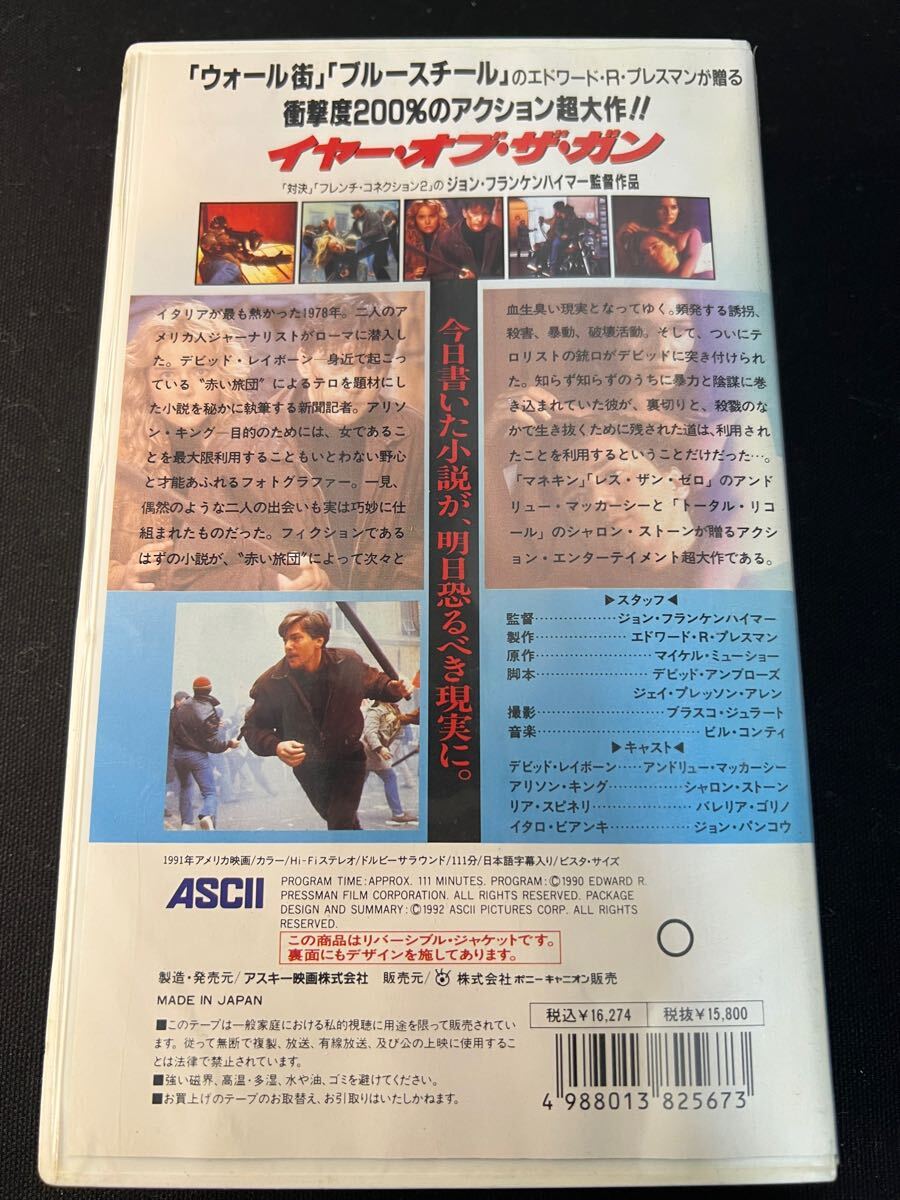 「ウォール街」「ブルースチール」のエドワード・R・プレスマンが贈る
衝撃度200%のアクション超大作!!
イヤー・オブ・ザ・ガン
「対決」「フレンチ・コネクション2」の ジョン・フランケンハイマー監督作品
イタリアが最も熱かった1978年。二人のア
メリカ人ジャーナリストがローマに潜入し
た。デビッド・レイボーン―身近で起こっ
ている〝赤い旅団〞によるテロを題材にし
た小説を秘かに執筆する新聞記者。アリソ
ン・キング―目的のためには、女であるこ
とを最大限利用することもいとわない野心
と才能あふれるフォトグラファー。一見、
偶然のような二人の出会いも実は巧妙に仕
組まれたものだった。フィクションである
はずの小説が、〝赤い旅団〞によって次々と
今日書いた小説が、明日恐るべき現実に。
血生臭い現実となってゆく。頻発する誘拐、
殺害、暴動、破壊活動。そして、ついにテ
ロリストの銃口がデビッドに突き付けられ
た。知らず知らずのうちに暴力と陰謀に巻
き込まれていた彼が、裏切りと、殺戮のな
かで生き抜くために残された道は、利用され
たことを利用するということだけだった…。
「マネキン」「レス・ザン・ゼロ」のアンド
リュー・マッカーシーと「トータル・リコ
ール」のシャロン・ストーンが贈るアクシ
ョン・エンターテイメント超大作である。
▶スタッフ◀
監督………………ジョン・フランケンハイマー
製作………………エドワード・R・プレスマン
原作………………マイケル・ミューショー
脚本………………デビッド・アンブローズ
ジェイ・プレッソン・アレン
撮影………………ブラスコ・ジュラート
音楽………………ビル・コンティ
▶キャスト◀
デビッド・レイボーン……アンドリュー・マッカーシー
アリソン・キング………………シャロン・ストーン
リア・スピネリ………………バレリア・ゴリノ
イタロ・ビアンキ………………ジョン・パンコウ
1991年アメリカ映画/カラー/Hi-Fiステレオ/ドルビーサラウンド/111分/日本語字幕入り/ビスタ・サイズ
ASCII
PROGRAM TIME:APPROX. 111 MINUTES. PROGRAM:©1990 EDWARD R.
PRESSMAN FILM CORPORATION. ALL RIGHTS RESERVED. PACKAGE
DESIGN AND SUMMARY:©1992 ASCII PICTURES CORP. ALL RIGHTS
RESERVED.
この商品はリバーシブル・ジャケットです。
裏面にもデザインを施してあります。
製造・発売元/アスキー映画株式会社 販売元/株式会社ポニーキャニオン販売
MADE IN JAPAN
税込¥16,274 税抜¥15,800
■このテープは一般家庭における私的視聴に用途を限って販売されてい
ます。従って無断で複製、放送、有線放送、及び公の上映に使用するこ
とは法律で禁止されています。
■強い磁界、高温・多湿、水や油、ゴミを避けてください。
■お買上げのテープのお取替え、お引取りはいたしかねます。
4 988013 825673